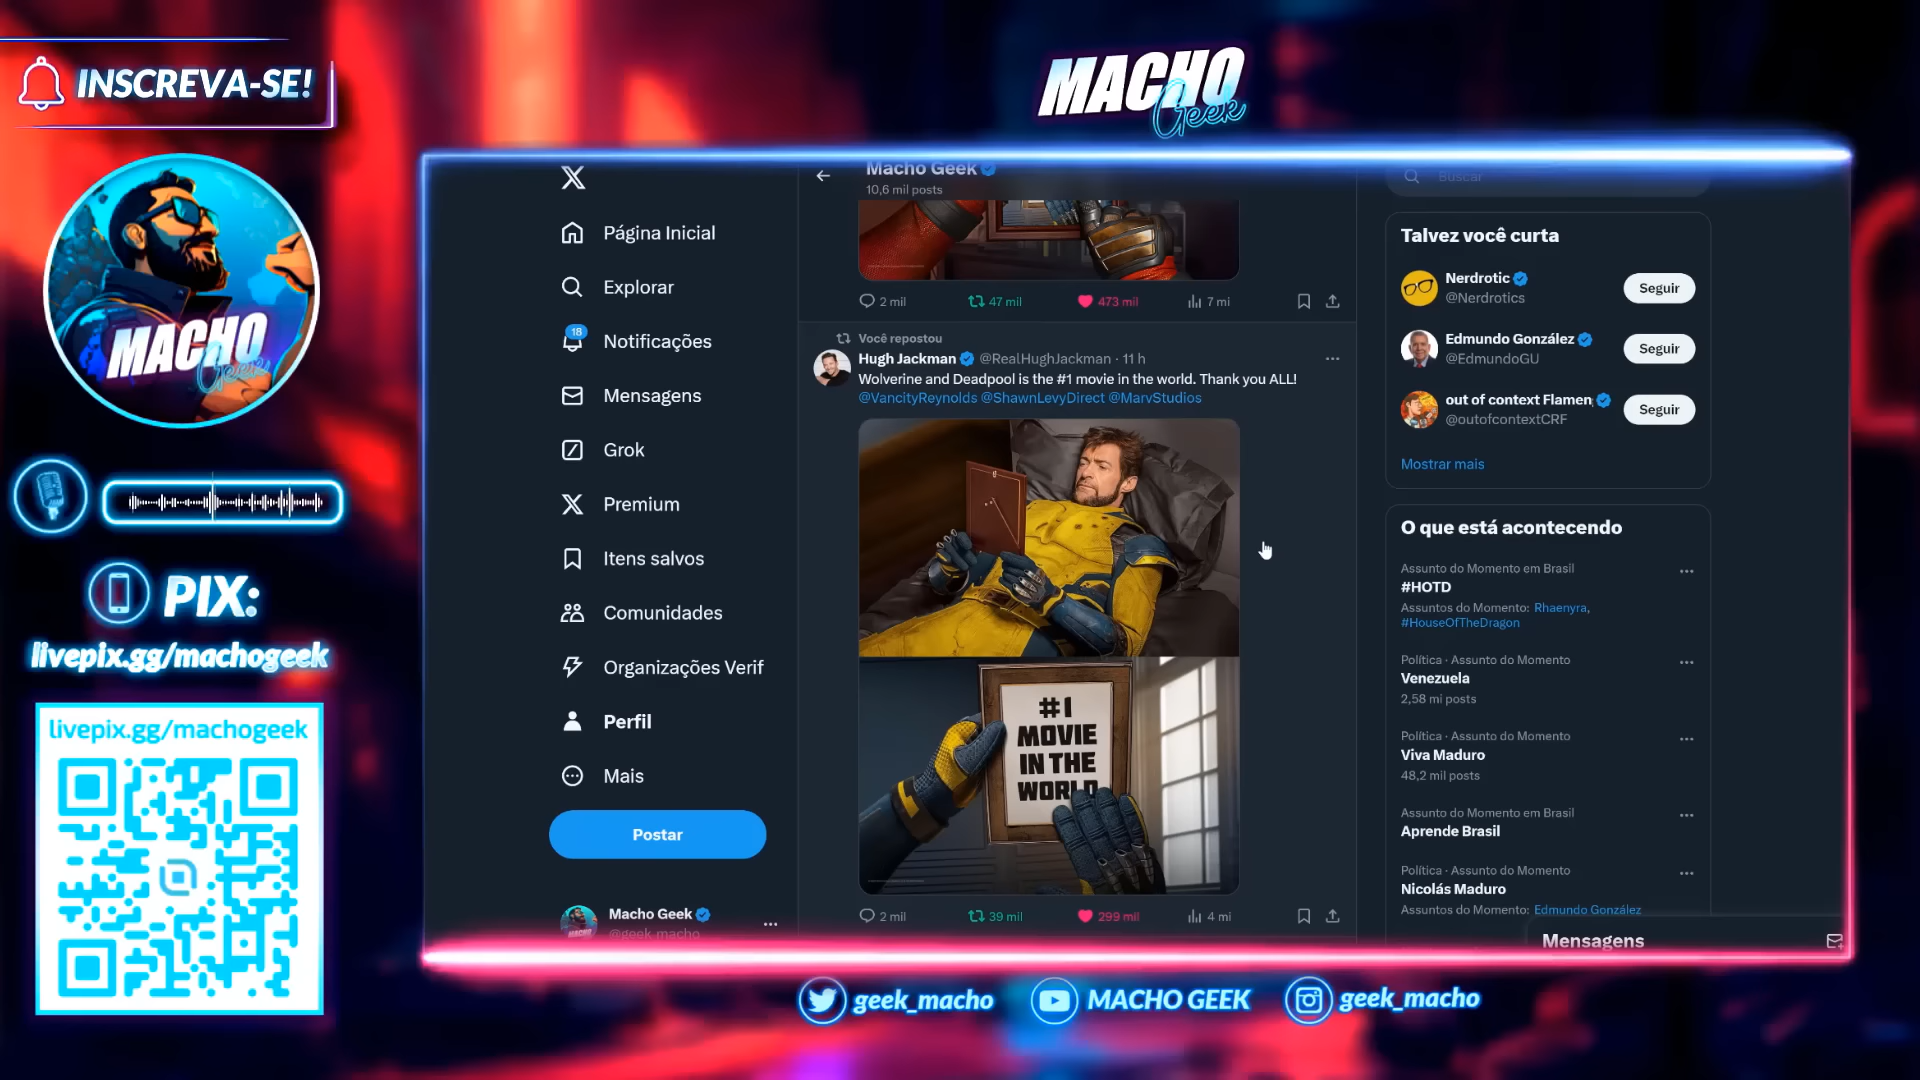 INSCREVA-SE!
MACHO
Geek
MACHO
Geek
PIX:
livepix.gg/machogeek
livepix.gg/machogeek
Página Inicial
Explorar
18
Notificações
Mensagens
Grok
Premium
Itens salvos
Comunidades
Organizações Verif
Perfil
Mais
Postar
Macho Geek
@geek_macho
Macho Geek
10,6 mil posts
2 mil 47 mil 473 mil 7 mi
Você repostou
Hugh Jackman @RealHughJackman · 11 h
Wolverine and Deadpool is the #1 movie in the world. Thank you ALL!
@VancityReynolds @ShawnLevyDirect @MarvStudios
#1
MOVIE
IN THE
WORLD
2 mil 39 mil 299 mil 4 mi
Buscar
Talvez você curta
Nerdrotic
@Nerdrotics
Seguir
Edmundo González
@EdmundoGU
Seguir
out of context Flamen
@outofcontextCRF
Seguir
Mostrar mais
O que está acontecendo
Assunto do Momento em Brasil
#HOTD
Assuntos do Momento: Rhaenyra,
#HouseOfTheDragon
Política · Assunto do Momento
Venezuela
2,58 mi posts
Política · Assunto do Momento
Viva Maduro
48,2 mil posts
Assunto do Momento em Brasil
Aprende Brasil
Política · Assunto do Momento
Nicolás Maduro
Assuntos do Momento: Edmundo González
Mensagens
geek_macho
MACHO GEEK
geek_macho